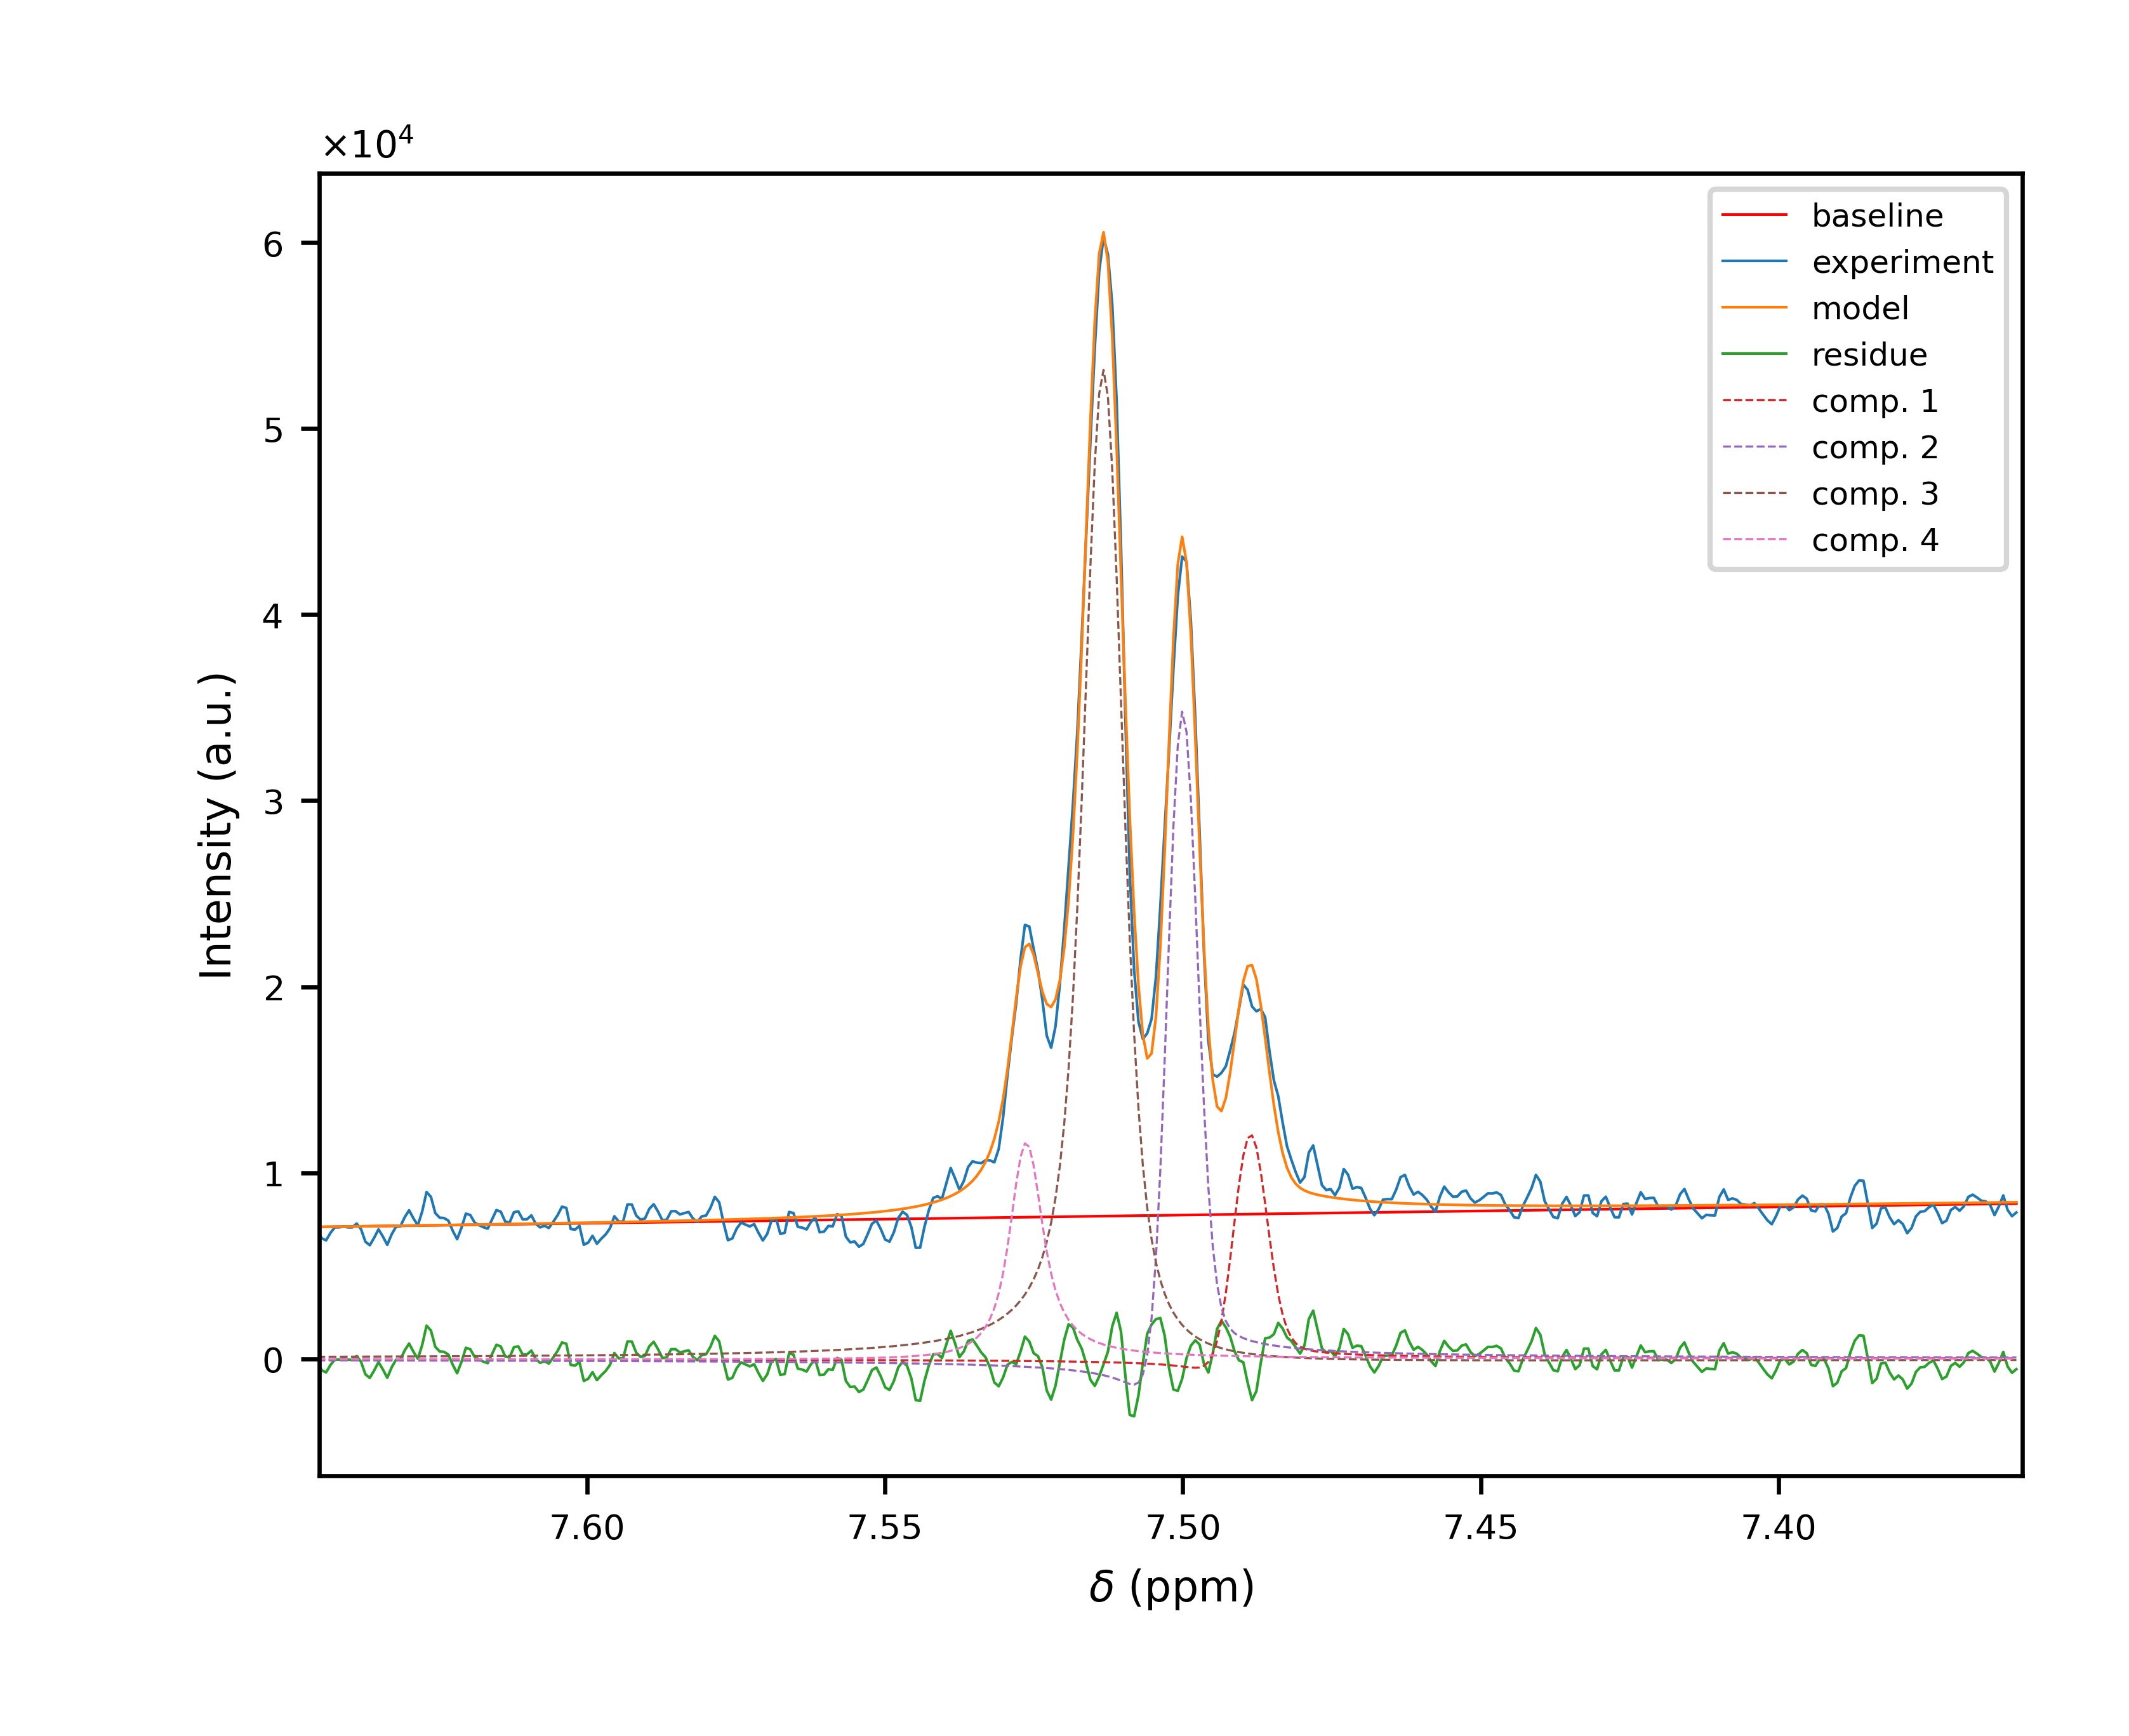 ×10⁴
6
5
4
3
2
1
0
Intensity (a.u.)
7.60 7.55 7.50 7.45 7.40
δ (ppm)
baseline
experiment
model
residue
comp. 1
comp. 2
comp. 3
comp. 4